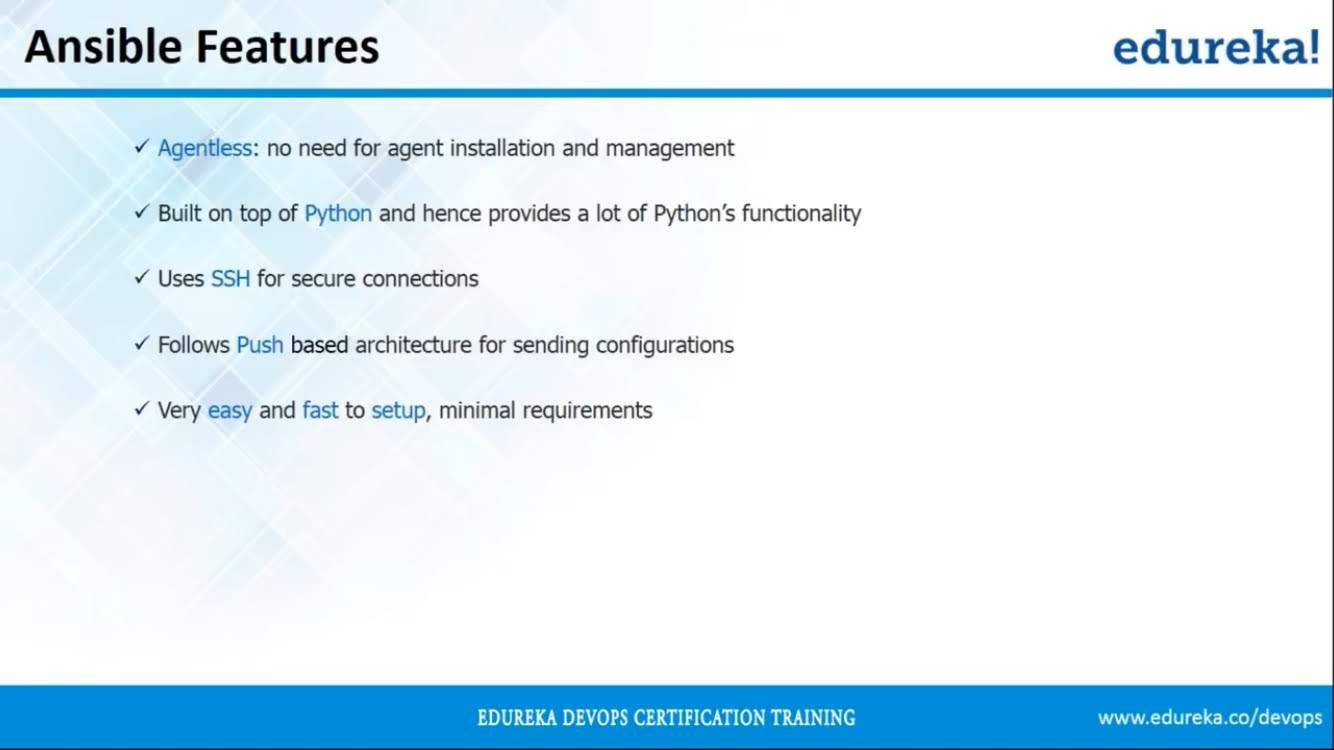 Ansible Features
edureka!
✓ Agentless: no need for agent installation and management
✓ Built on top of Python and hence provides a lot of Python’s functionality
✓ Uses SSH for secure connections
✓ Follows Push based architecture for sending configurations
✓ Very easy and fast to setup, minimal requirements
EDUREKA DEVOPS CERTIFICATION TRAINING
www.edureka.co/devops